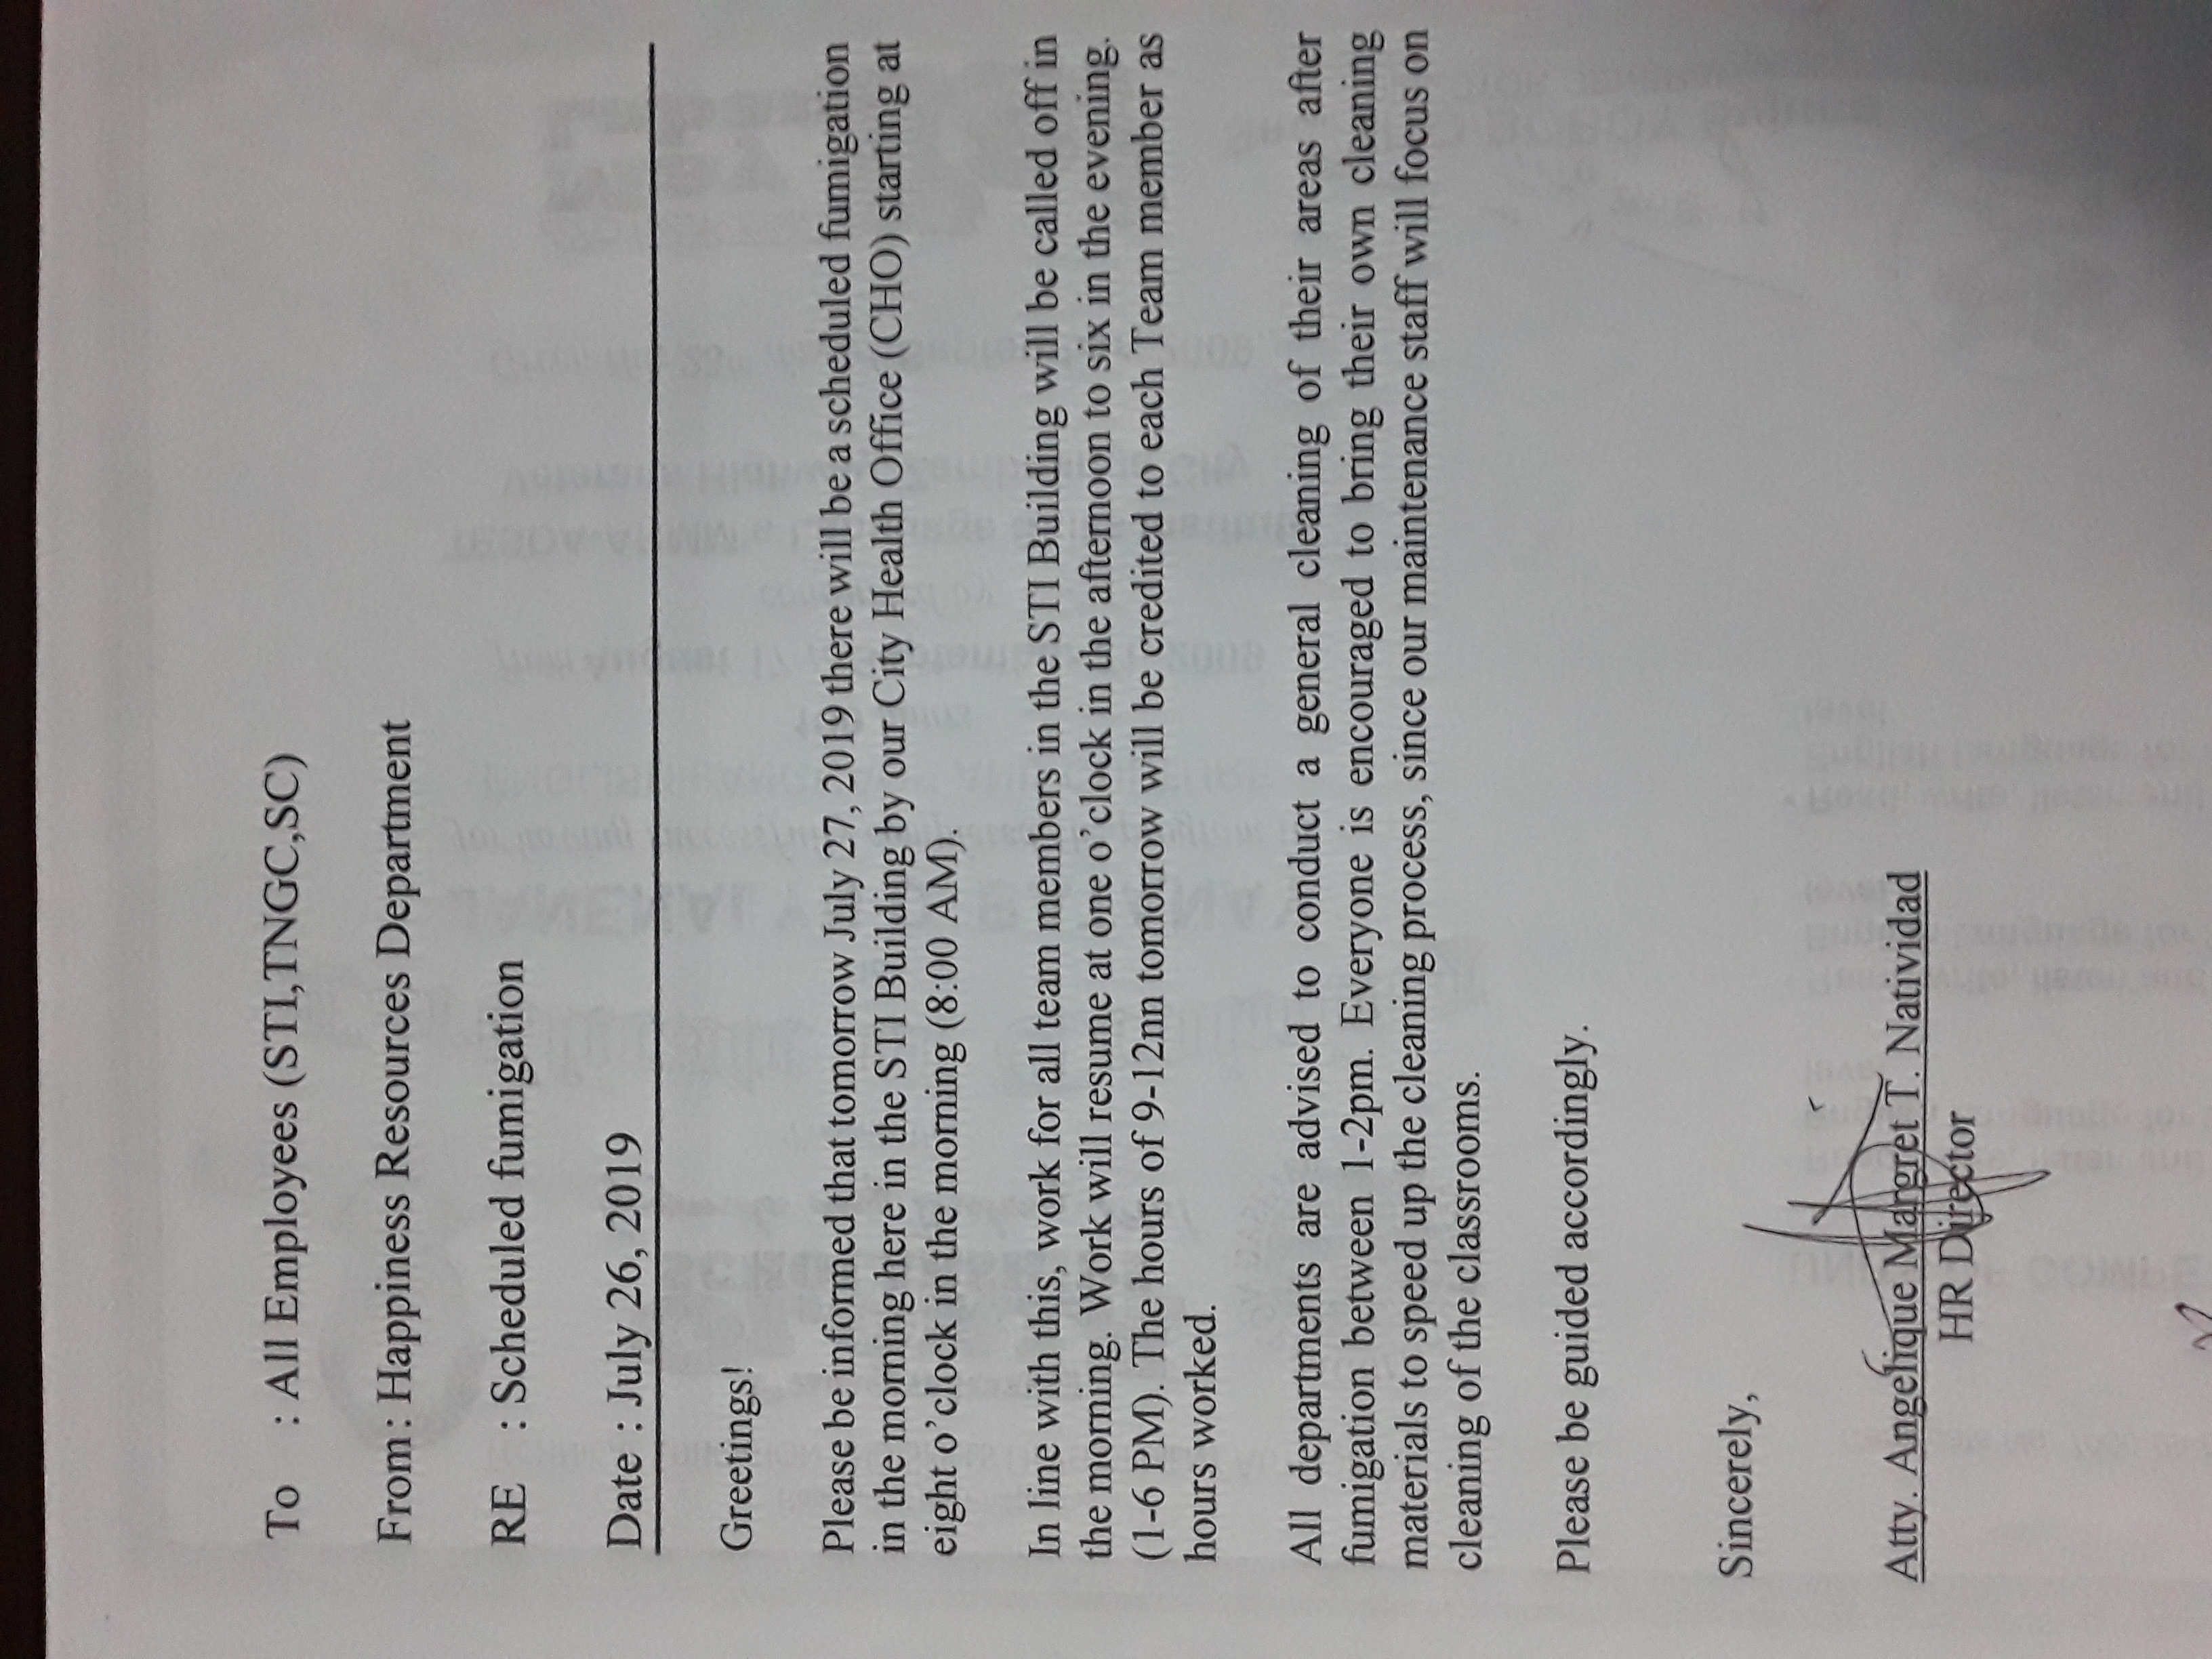 To : All Employees (STI,TNGC,SC)
From : Happiness Resources Department
RE : Scheduled fumigation
Date : July 26, 2019
Greetings!
Please be informed that tomorrow July 27, 2019 there will be a scheduled fumigation
in the morning here in the STI Building by our City Health Office (CHO) starting at
eight o’clock in the morning (8:00 AM).
In line with this, work for all team members in the STI Building will be called off in
the morning. Work will resume at one o’clock in the afternoon to six in the evening.
(1-6 PM). The hours of 9-12nn tomorrow will be credited to each Team member as
hours worked.
All departments are advised to conduct a general cleaning of their areas after
fumigation between 1-2pm. Everyone is encouraged to bring their own cleaning
materials to speed up the cleaning process, since our maintenance staff will focus on
cleaning of the classrooms.
Please be guided accordingly.
Sincerely,
Atty. Angelique Margret T. Natividad
HR Director